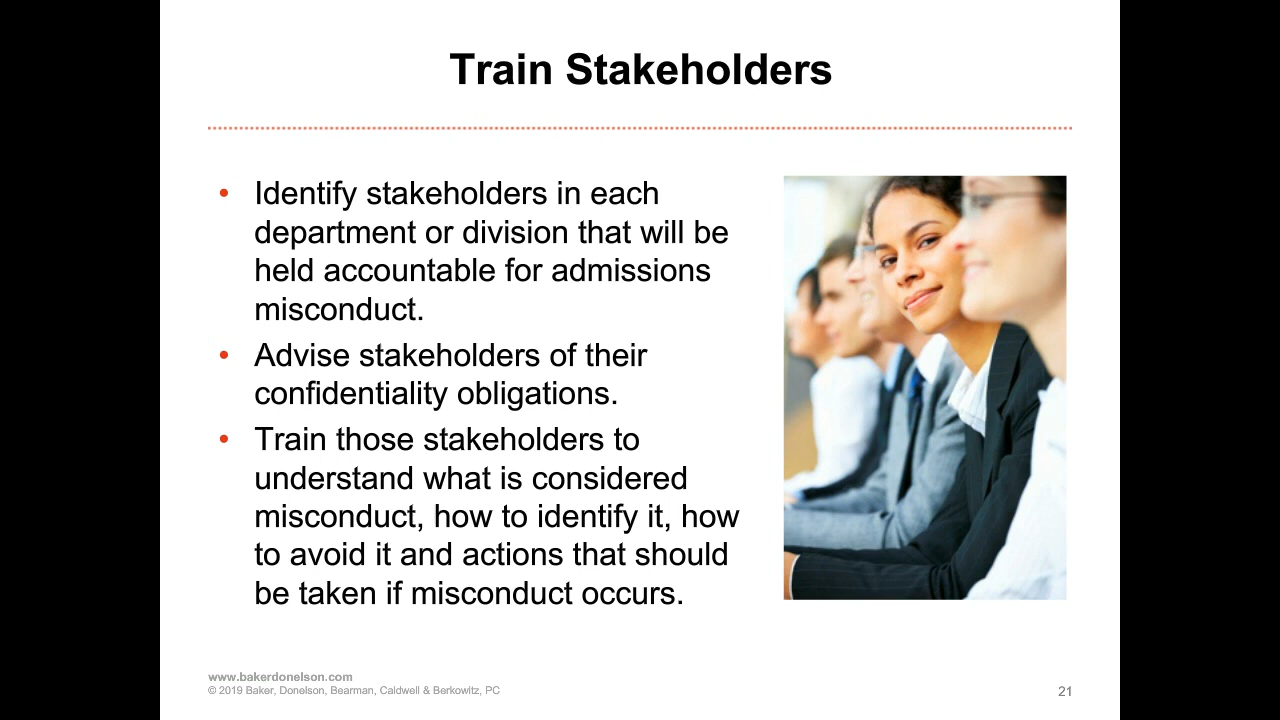 Train Stakeholders
• Identify stakeholders in each
department or division that will be
held accountable for admissions
misconduct.
• Advise stakeholders of their
confidentiality obligations.
• Train those stakeholders to
understand what is considered
misconduct, how to identify it, how
to avoid it and actions that should
be taken if misconduct occurs.
www.bakerdonelson.com
© 2019 Baker, Donelson, Bearman, Caldwell & Berkowitz, PC
21